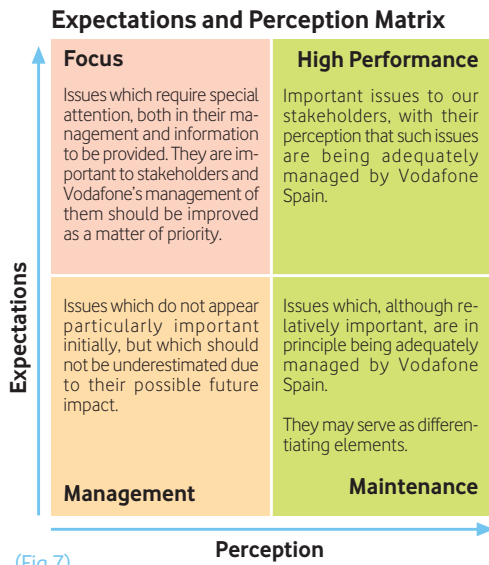 Expectations and Perception Matrix
Focus
Issues which require special
attention, both in their ma-
nagement and information
to be provided. They are im-
portant to stakeholders and
Vodafone's management of
them should be improved
as a matter of priority.
High Performance
Important issues to our
stakeholders, with their
perception that such issues
are being adequately
managed by Vodafone
Spain.
Expectations
Issues which do not appear
particularly important
initially, but which should
not be underestimated due
to their possible future
impact.
Management
Issues which, although re-
latively important, are in
principle being adequately
managed by Vodafone
Spain.
They may serve as differen-
tiating elements.
Maintenance
Perception
(Fig 7)